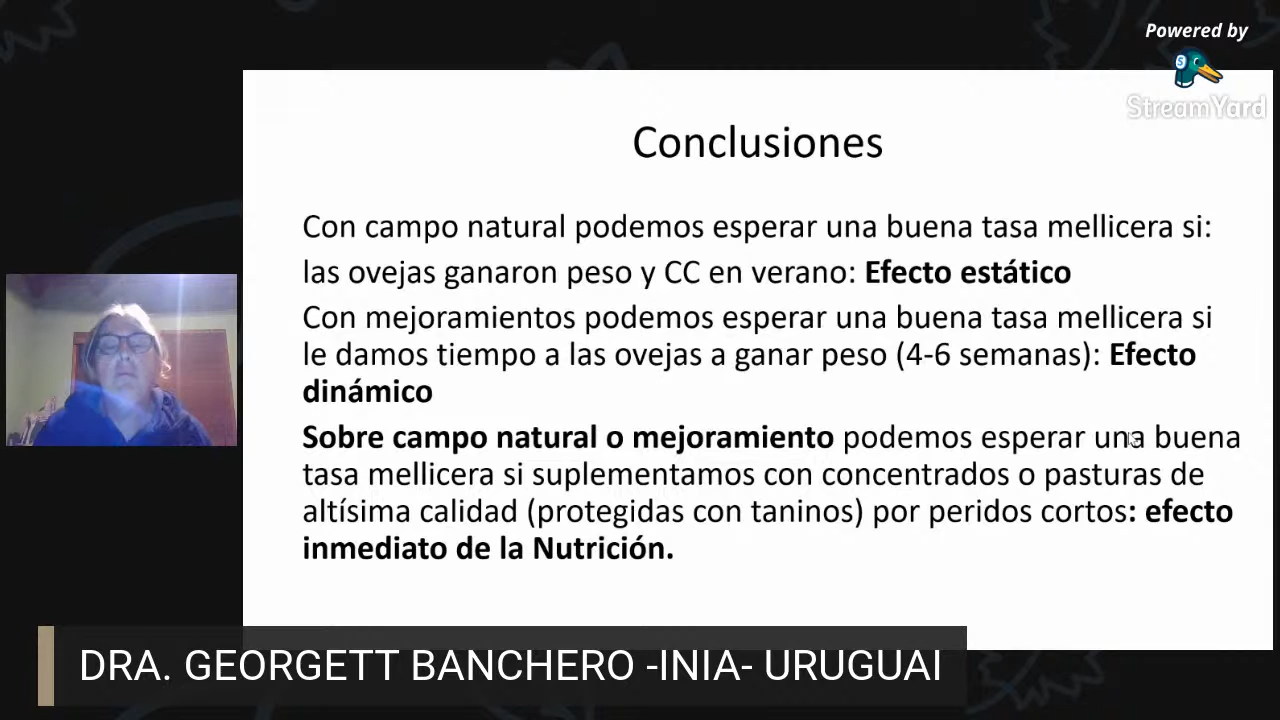 Powered by
StreamYard
Conclusiones
Con campo natural podemos esperar una buena tasa mellicera si:
las ovejas ganaron peso y CC en verano: Efecto estático
Con mejoramientos podemos esperar una buena tasa mellicera si
le damos tiempo a las ovejas a ganar peso (4-6 semanas): Efecto
dinámico
Sobre campo natural o mejoramiento podemos esperar una buena
tasa mellicera si suplementamos con concentrados o pasturas de
altísima calidad (protegidas con taninos) por peridos cortos: efecto
inmediato de la Nutrición.
DRA. GEORGETT BANCHERO -INIA- URUGUAI